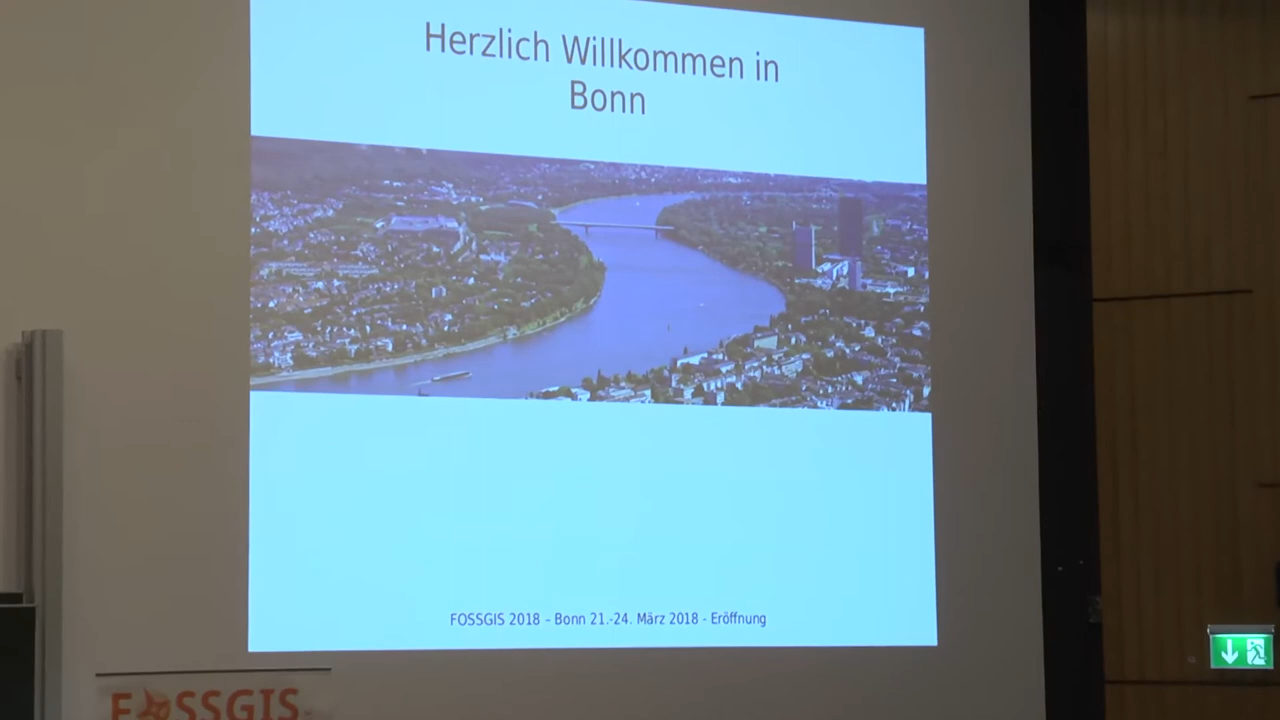 Herzlich Willkommen in
Bonn
FOSSGIS 2018 - Bonn 21.-24. März 2018 - Eröffnung
FOSSGIS